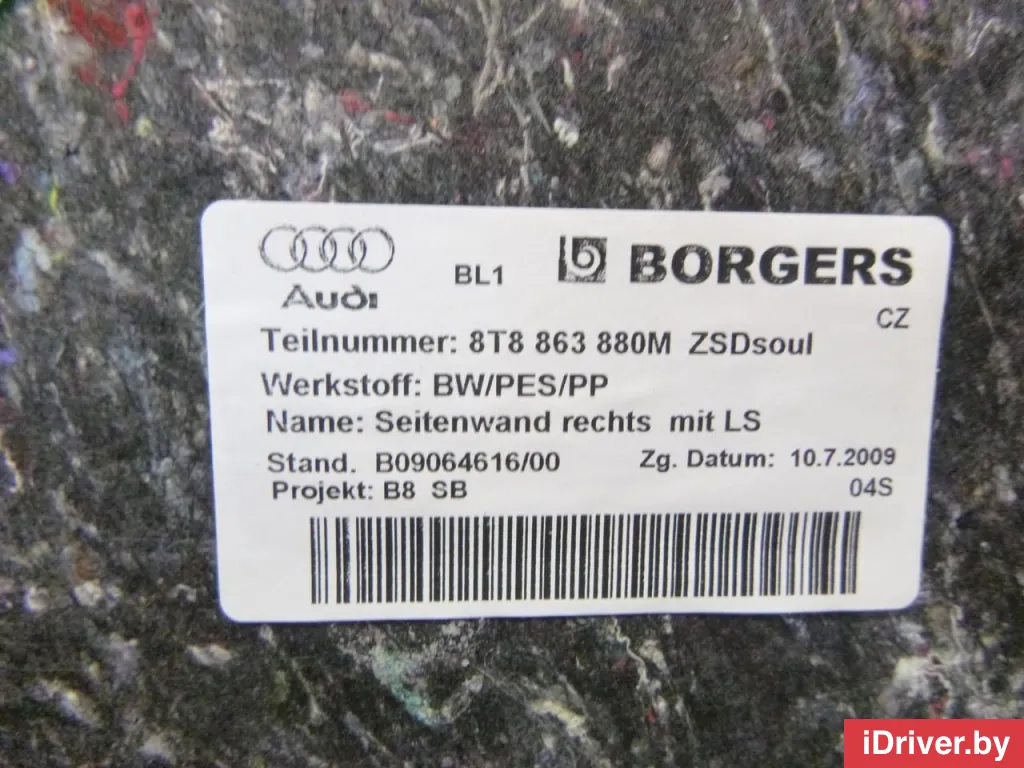 BL1 BORGERS
Audi
CZ
Teilnummer: 8T8 863 880M ZSDsoul
Werkstoff: BW/PES/PP
Name: Seitenwand rechts mit LS
Stand. B09064616/00 Zg. Datum: 10.7.2009
Projekt: B8 SB 04S
iDriver.by